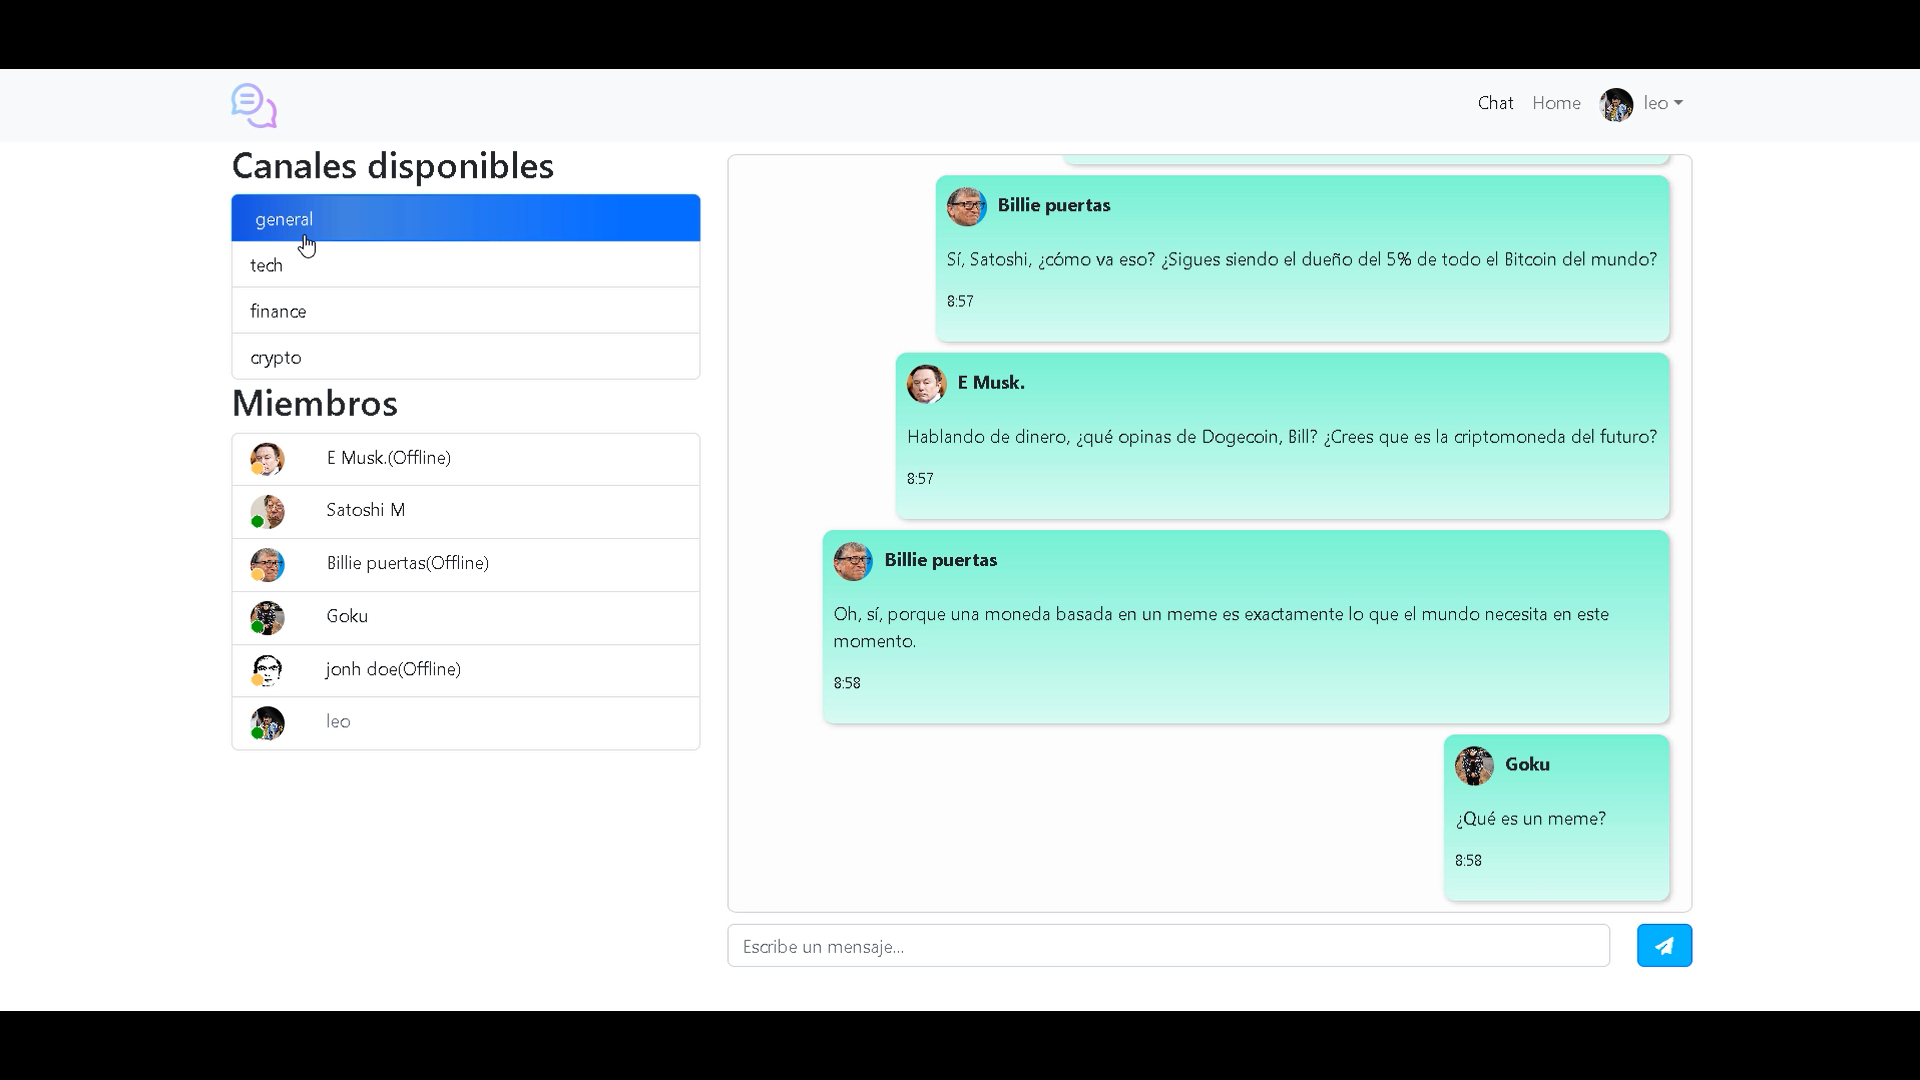 Chat Home leo
Canales disponibles
general
tech
finance
crypto
Miembros
E Musk.(Offline)
Satoshi M
Billie puertas(Offline)
Goku
jonh doe(Offline)
leo
Billie puertas
Sí, Satoshi, ¿cómo va eso? ¿Sigues siendo el dueño del 5% de todo el Bitcoin del mundo?
8:57
E Musk.
Hablando de dinero, ¿qué opinas de Dogecoin, Bill? ¿Crees que es la criptomoneda del futuro?
8:57
Billie puertas
Oh, sí, porque una moneda basada en un meme es exactamente lo que el mundo necesita en este
momento.
8:58
Goku
¿Qué es un meme?
8:58
Escribe un mensaje...